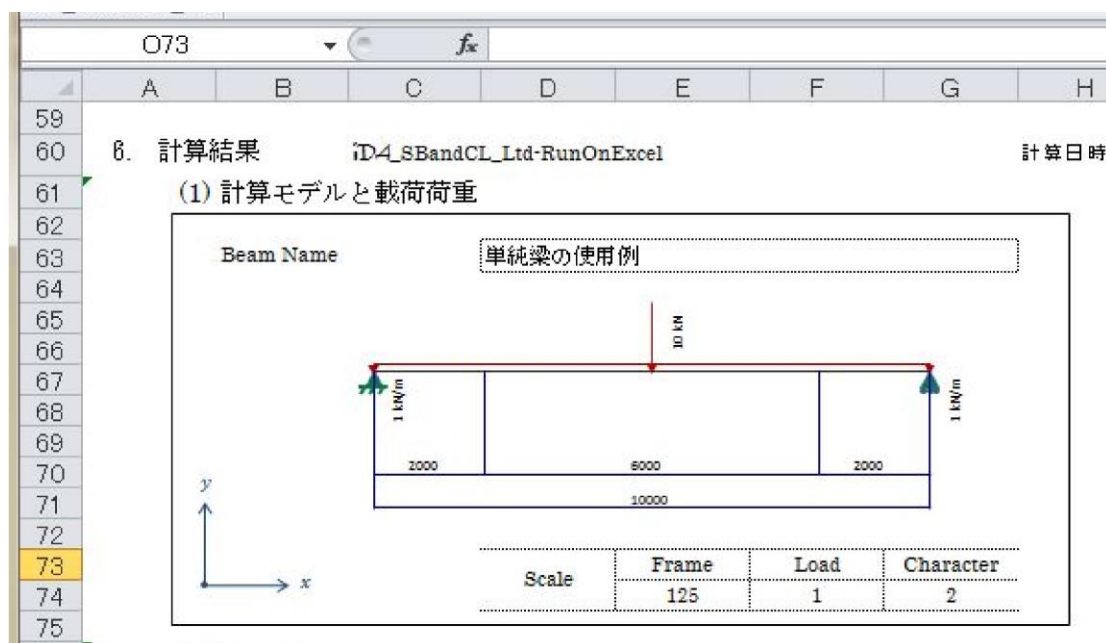 O73
fx
A B C D E F G H
59
60 6. 計算結果 iD4_SBandCL_Ltd-RunOnExcel 計算日時
61 (1) 計算モデルと載荷荷重
62
63 Beam Name 単純梁の使用例
64
65 10 kN
66
67
68 1 kN/m 1 kN/m
69
70 2000 6000 2000
71 y 10000
72
73 Scale Frame Load Character
74 x 125 1 2
75